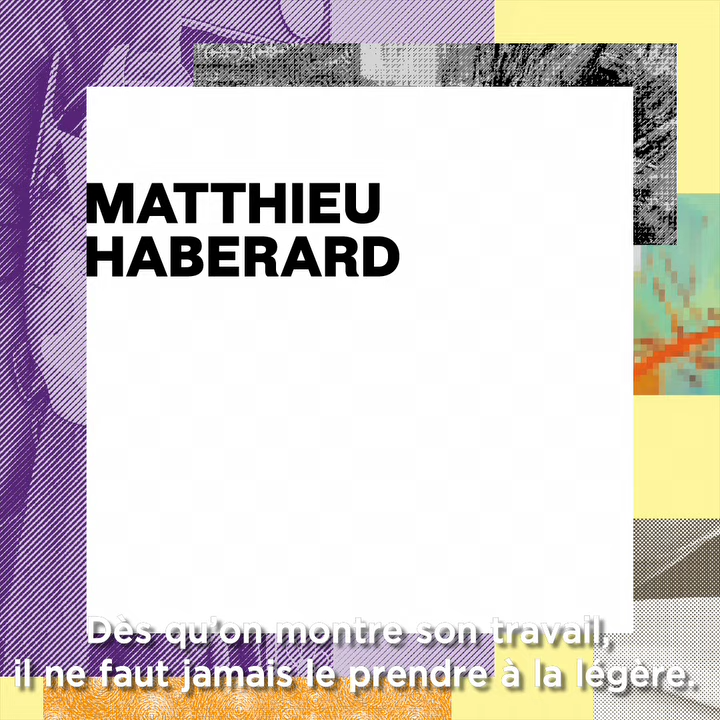 MATTHIEU
HABERARD
Dès qu'on montre son travail,
il ne faut jamais le prendre à la légère.